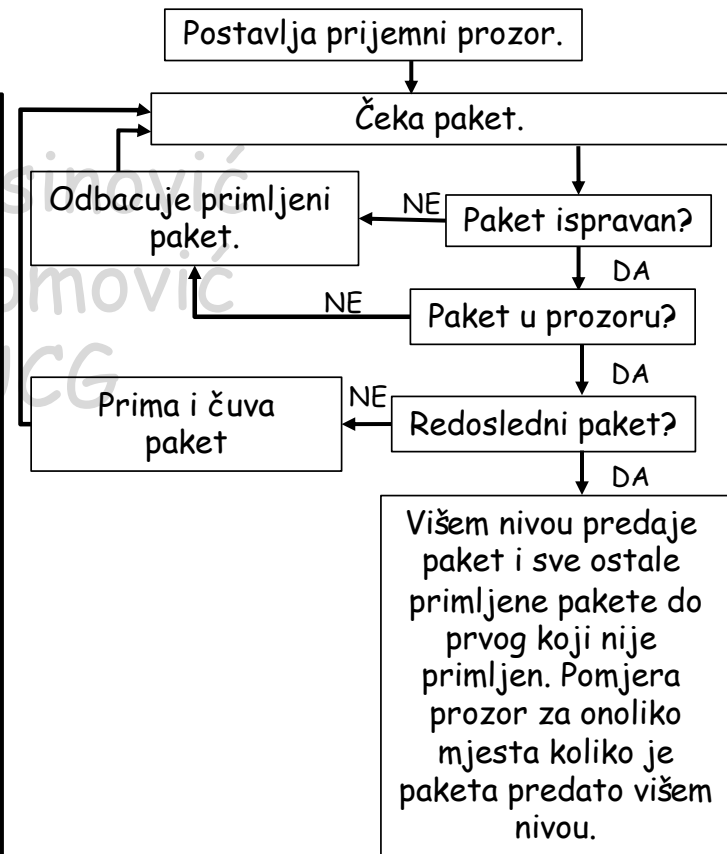 Postavlja prijemni prozor.
Čeka paket.
Odbacuje primljeni
paket.
NE
Paket ispravan?
DA
NE
Paket u prozoru?
DA
Prima i čuva
paket
NE
Redosledni paket?
DA
Višem nivou predaje
paket i sve ostale
primljene pakete do
prvog koji nije
primljen. Pomjera
prozor za onoliko
mjesta koliko je
paketa predato višem
nivou.